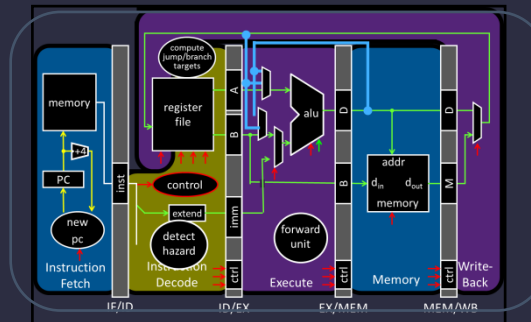 compute
jump/branch
targets
memory
register
file
A
B
alu
D
D
+4
addr
PC
inst
control
B
d_in d_out
M
memory
extend
imm
new
pc
detect
hazard
forward
unit
Instruction
Fetch
Instruction
Decode
ctrl
Execute
ctrl
Memory
ctrl
Write-
Back
IF/ID
ID/EX
EX/MEM
MEM/WB